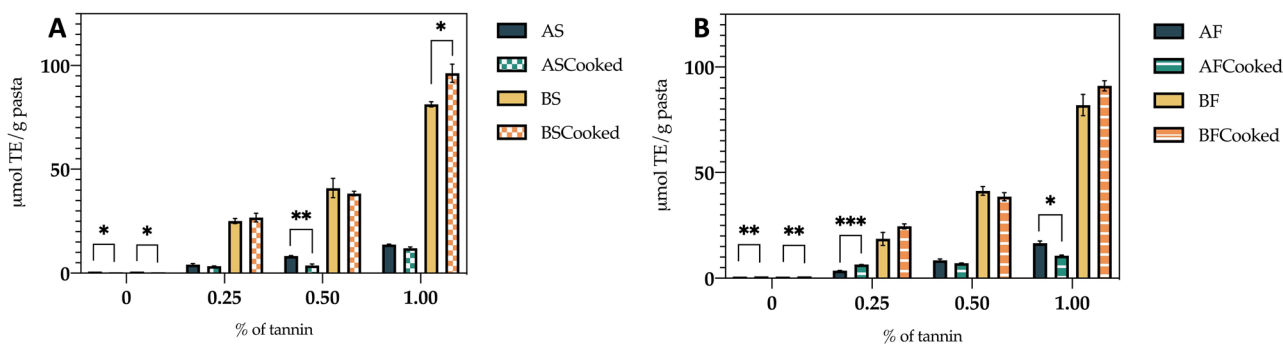 A
*
AS
ASCooked
BS
BSCooked
100
50
0
µmol TE/g pasta
*
*
**
0
0.25
0.50
1.00
% of tannin
B
AF
AFCooked
BF
BFCooked
100
50
0
µmol TE/g pasta
**
**
***
*
0
0.25
0.50
1.00
% of tannin